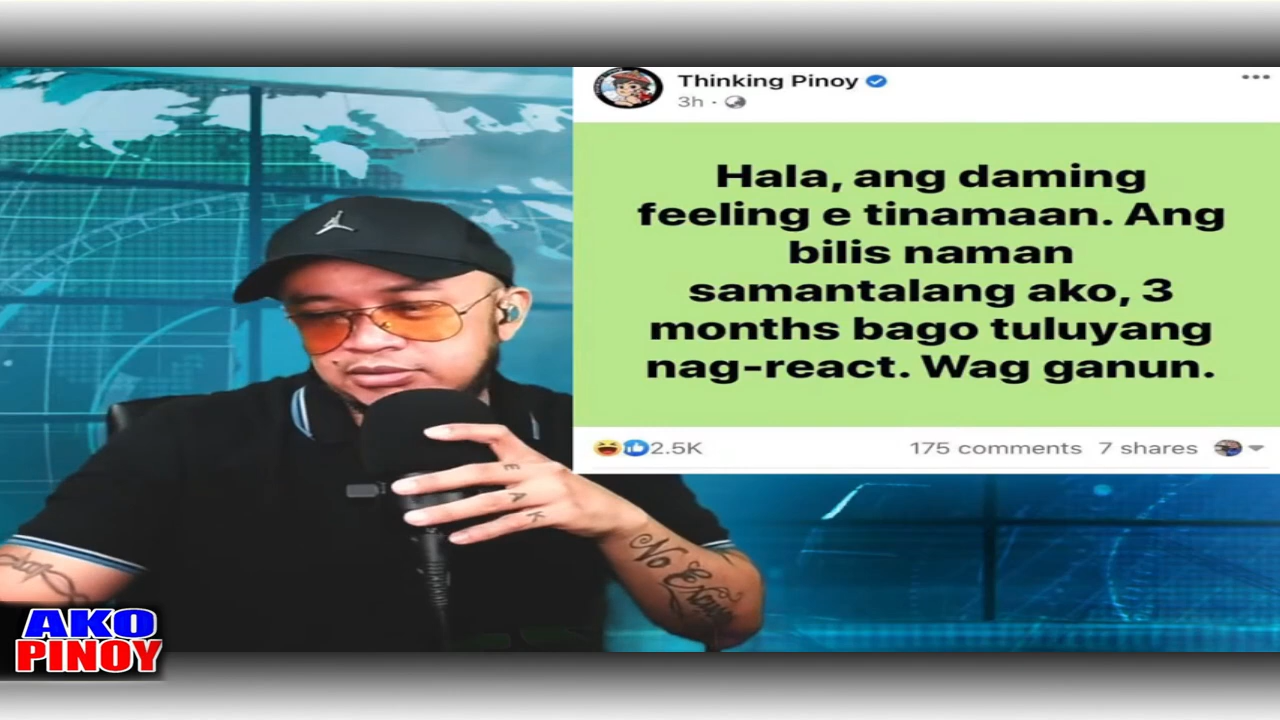 Thinking Pinoy
3h
Hala, ang daming
feeling e tinamaan. Ang
bilis naman
samantalang ako, 3
months bago tuluyang
nag-react. Wag ganun.
2.5K 175 comments 7 shares
E A K
No
AKO
PINOY